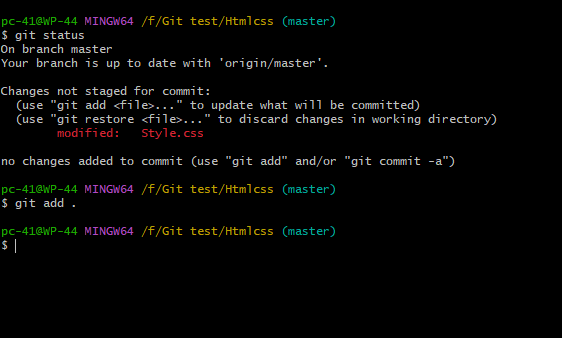 pc-41@WP-44 MINGW64 /f/Git test/Htmlcss (master)
$ git status
On branch master
Your branch is up to date with 'origin/master'.
Changes not staged for commit:
(use "git add <file>..." to update what will be committed)
(use "git restore <file>..." to discard changes in working directory)
modified:   Style.css
no changes added to commit (use "git add" and/or "git commit -a")
pc-41@WP-44 MINGW64 /f/Git test/Htmlcss (master)
$ git add .
pc-41@WP-44 MINGW64 /f/Git test/Htmlcss (master)
$